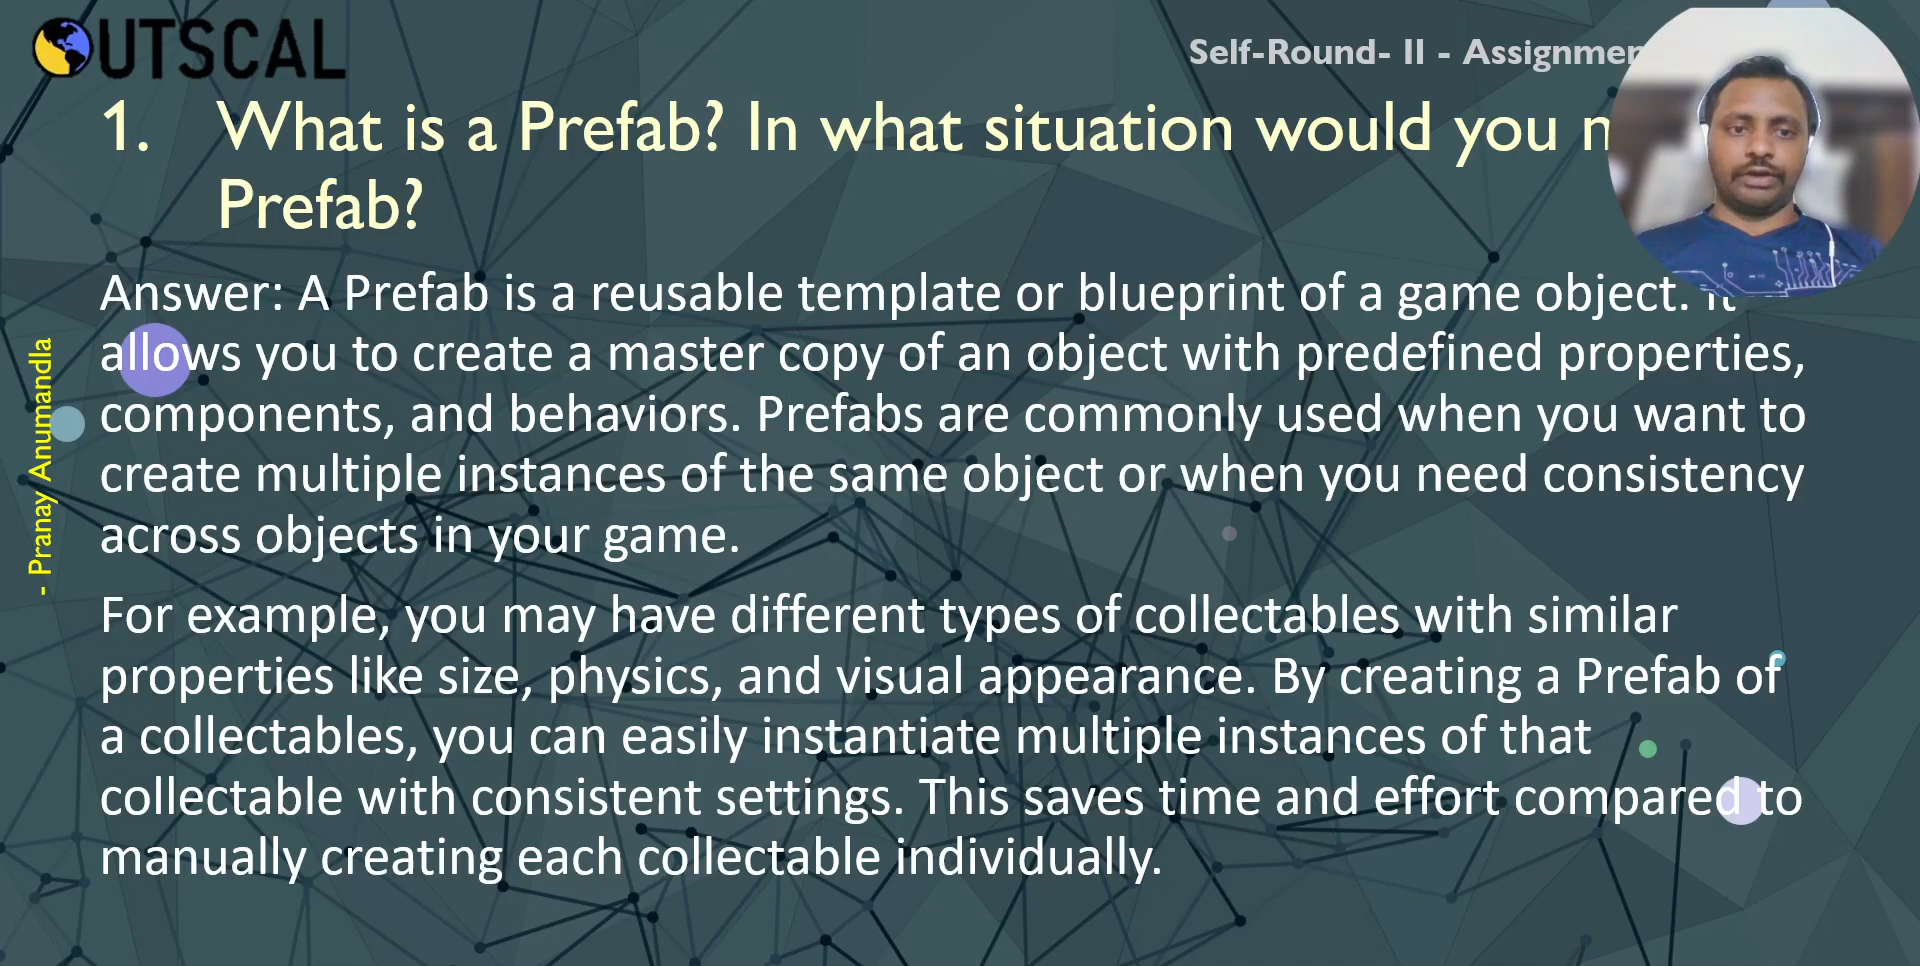 UTSCAL
Self-Round- II -
1. What is a Prefab? In what situation would you
Prefab?
Answer: A Prefab is a reusable template or blueprint of a game object. It
allows you to create a master copy of an object with predefined properties,
components, and behaviors. Prefabs are commonly used when you want to
create multiple instances of the same object or when you need consistency
across objects in your game.
For example, you may have different types of collectables with similar
properties like size, physics, and visual appearance. By creating a Prefab of
a collectables, you can easily instantiate multiple instances of that
collectable with consistent settings. This saves time and effort compared to
manually creating each collectable individually.
- Pranay Anumandla